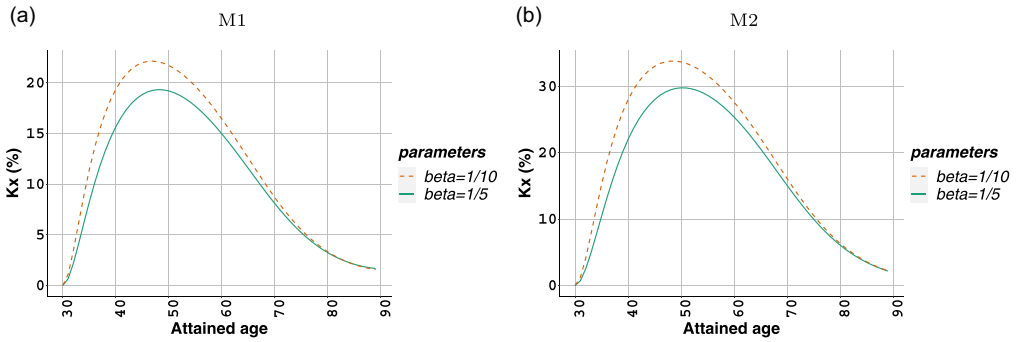 (a)
M1
Kx (%)
20
15
10
5
0
30
40
50
60
70
80
90
Attained age
parameters
beta=1/10
beta=1/5
(b)
M2
Kx (%)
30
20
10
0
30
40
50
60
70
80
90
Attained age
parameters
beta=1/10
beta=1/5